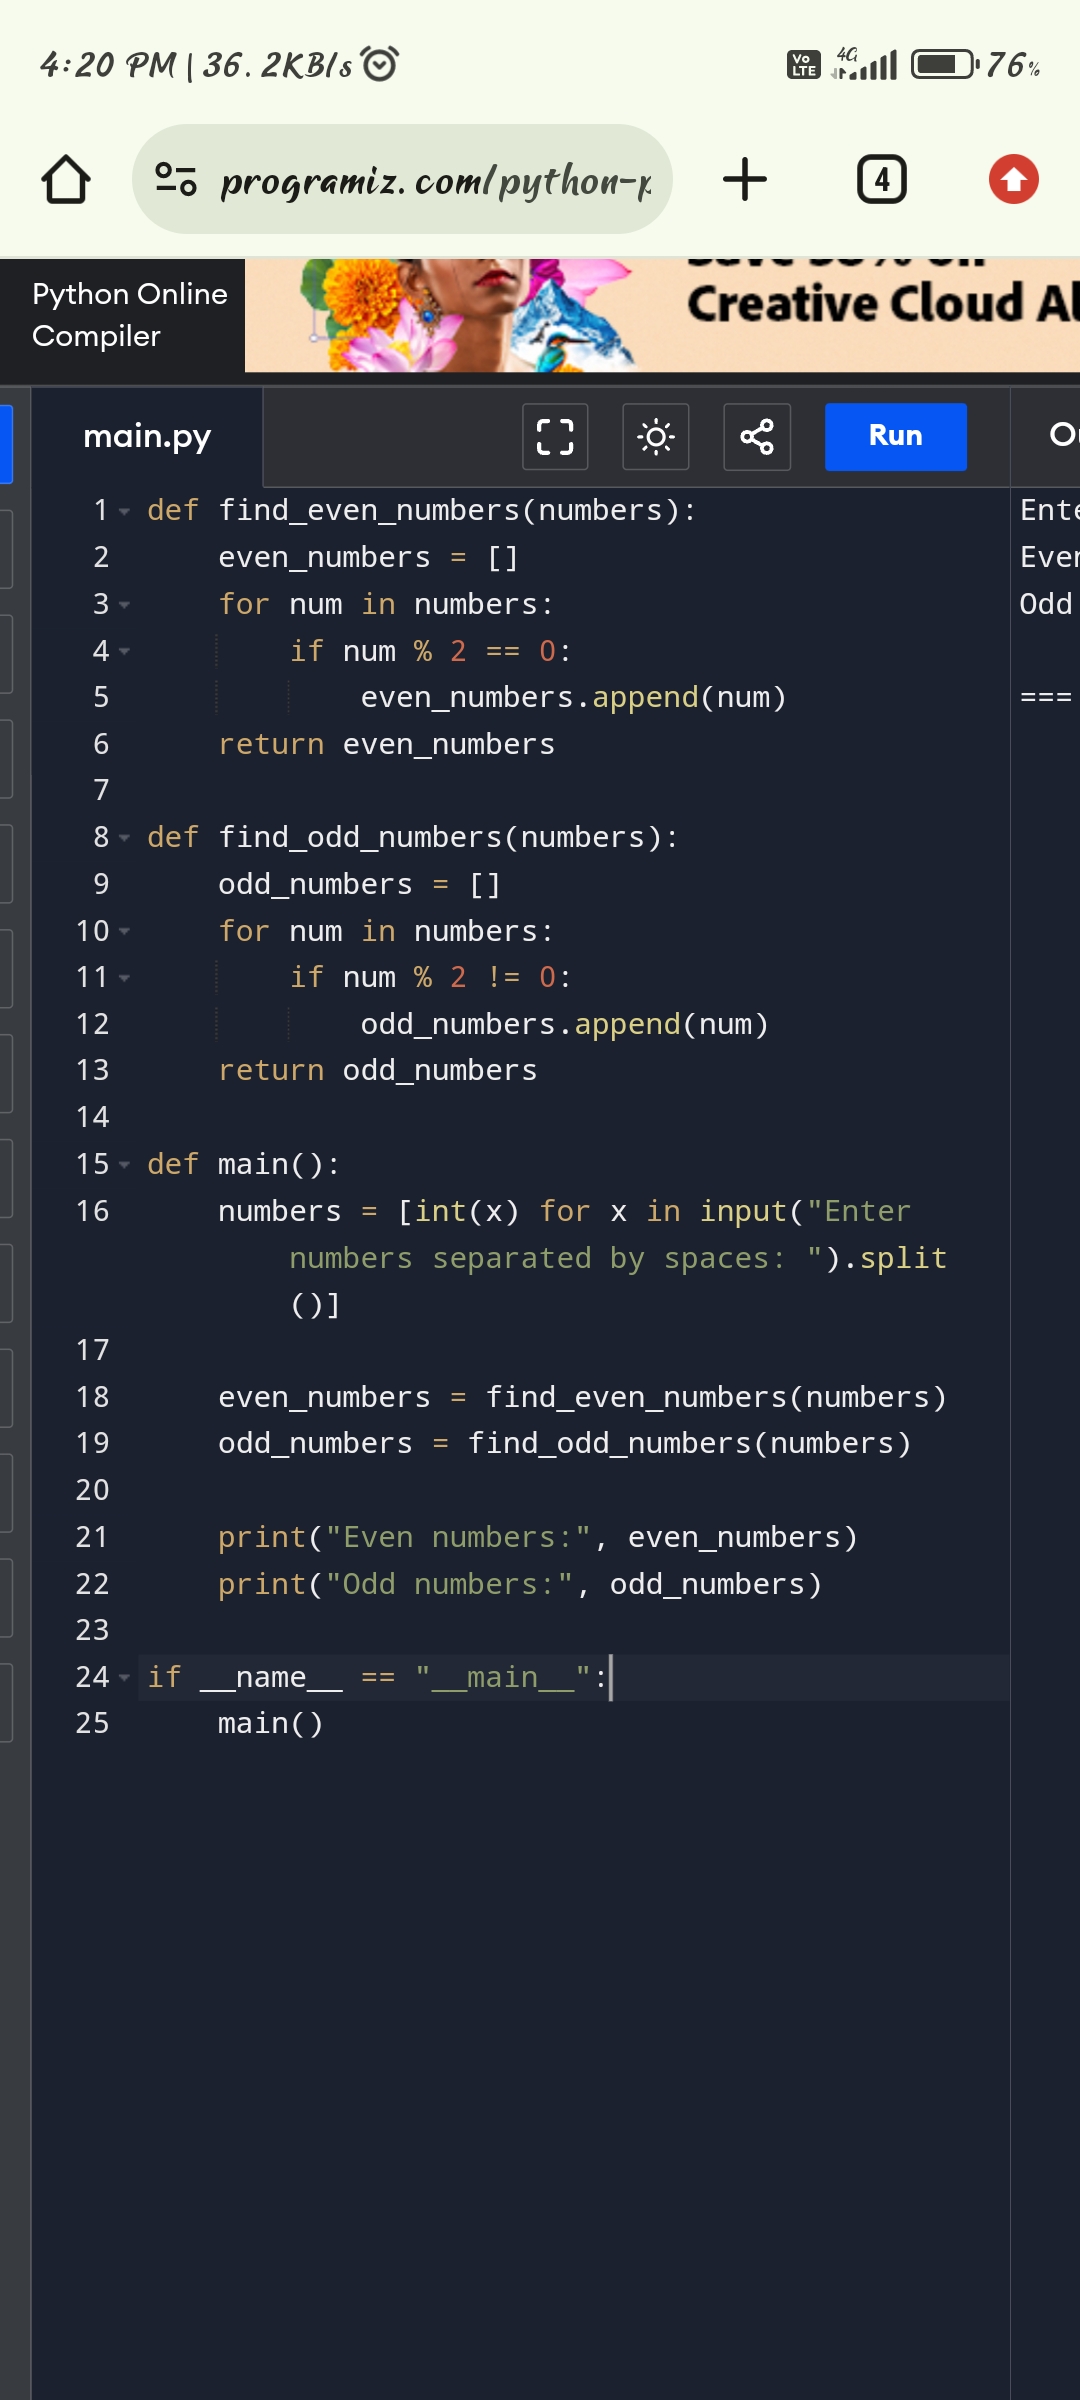 4:20 PM | 36.2KB/s
Vo LTE 4G 76%
programiz.com/python-p
4
Python Online
Compiler
Creative Cloud Al
main.py
Run
1 def find_even_numbers(numbers):
2     even_numbers = []
3     for num in numbers:
4         if num % 2 == 0:
5             even_numbers.append(num)
6     return even_numbers
7
8 def find_odd_numbers(numbers):
9     odd_numbers = []
10     for num in numbers:
11         if num % 2 != 0:
12             odd_numbers.append(num)
13     return odd_numbers
14
15 def main():
16     numbers = [int(x) for x in input("Enter
numbers separated by spaces: ").split
()]
17
18     even_numbers = find_even_numbers(numbers)
19     odd_numbers = find_odd_numbers(numbers)
20
21     print("Even numbers:", even_numbers)
22     print("Odd numbers:", odd_numbers)
23
24 if __name__ == "__main__":
25     main()
Ente
Even
Odd
===